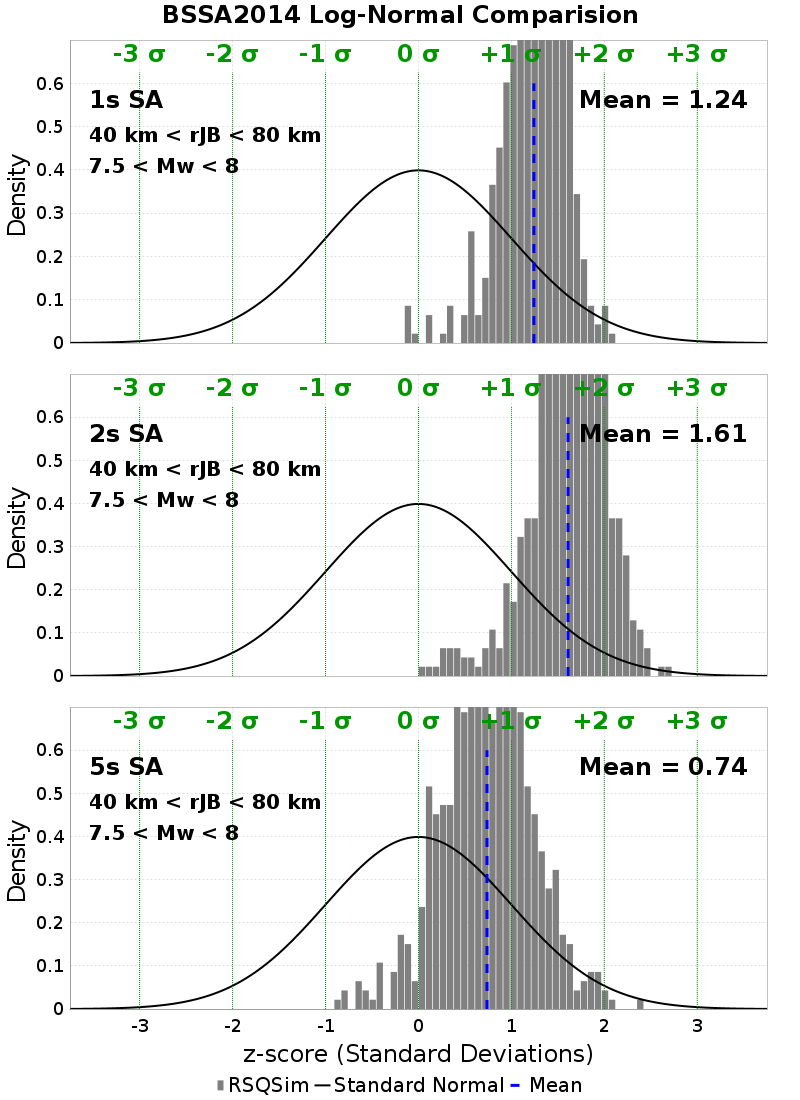 BSSA2014 Log-Normal Comparision
-3 σ -2 σ -1 σ 0 σ +1 σ +2 σ +3 σ
1s SA Mean = 1.24
40 km < rJB < 80 km
7.5 < Mw < 8
0.6
0.5
0.4
0.3
0.2
0.1
0
Density
-3 σ -2 σ -1 σ 0 σ +1 σ +2 σ +3 σ
2s SA Mean = 1.61
40 km < rJB < 80 km
7.5 < Mw < 8
0.6
0.5
0.4
0.3
0.2
0.1
0
Density
-3 σ -2 σ -1 σ 0 σ +1 σ +2 σ +3 σ
5s SA Mean = 0.74
40 km < rJB < 80 km
7.5 < Mw < 8
0.6
0.5
0.4
0.3
0.2
0.1
0
Density
-3 -2 -1 0 1 2 3
z-score (Standard Deviations)
RSQSim Standard Normal Mean